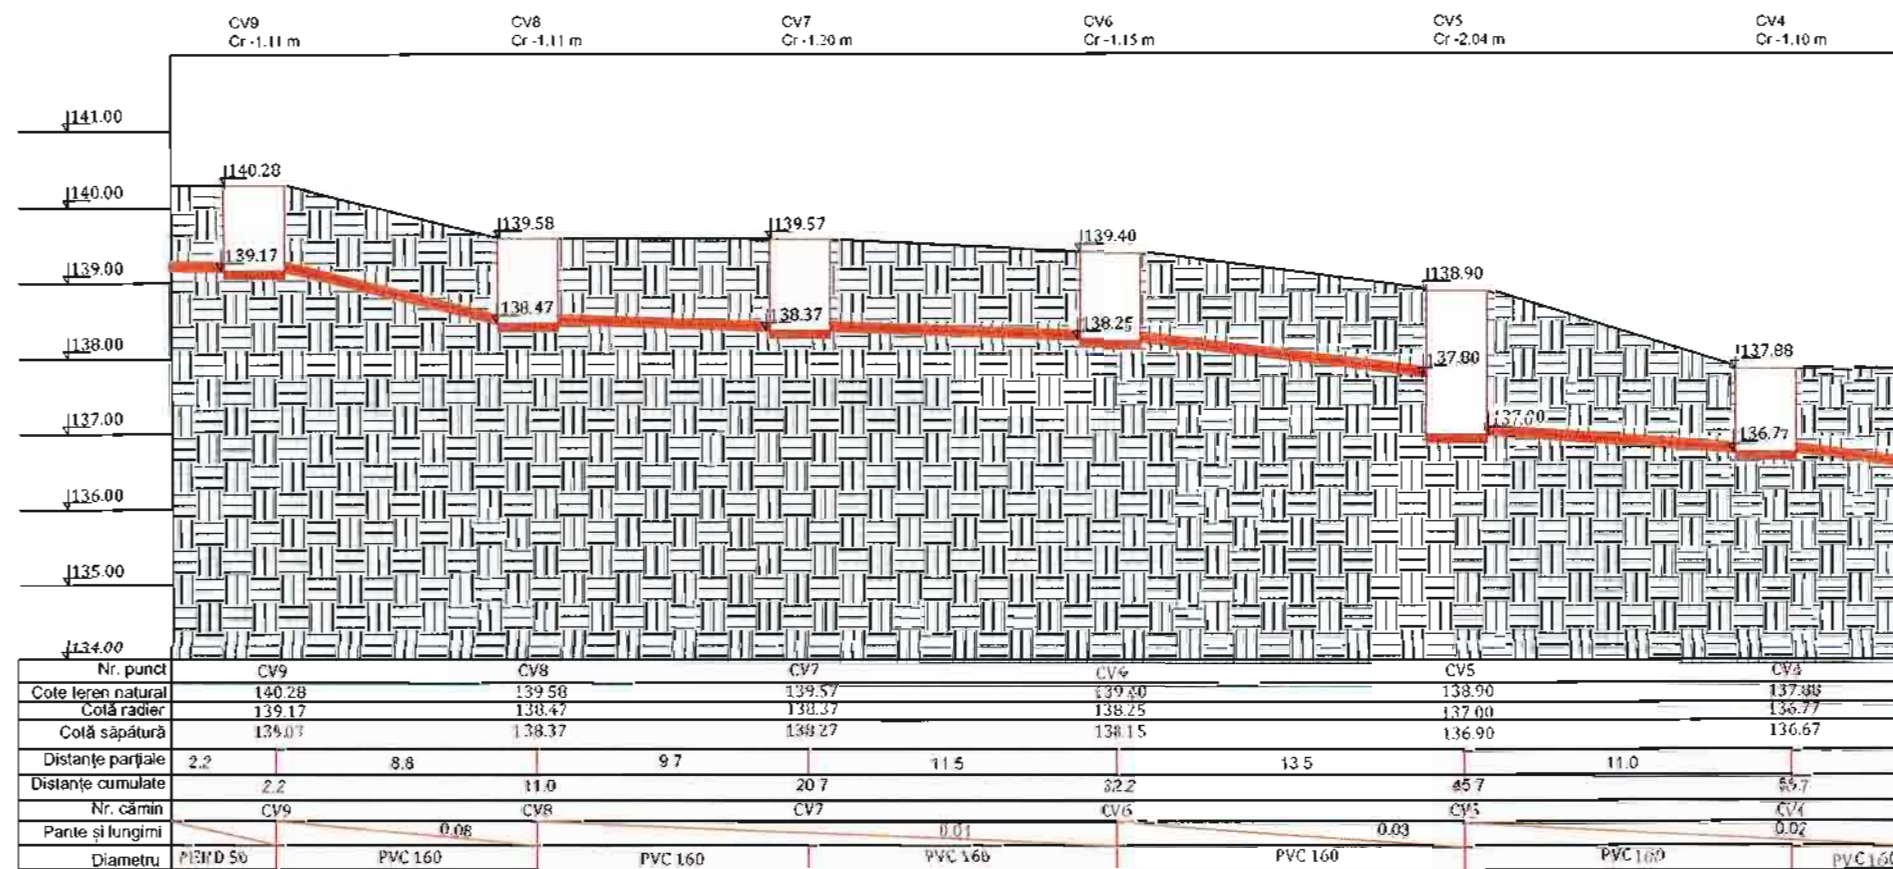 CV9 CV8 CV7 CV6 CV5 CV4
Cr -1.11 m Cr -1.11 m Cr -1.20 m Cr -1.15 m Cr -2.04 m Cr -1.10 m
141.00
140.28
140.00
139.58 139.57
139.40
139.17
139.00
138.90
138.47 138.37
138.25
138.00
137.80 137.88
137.00
137.00
136.77
136.00
135.00
134.00
Nr. punct CV9 CV8 CV7 CV6 CV5 CV4
Cote teren natural 140.28 139.58 139.57 139.40 138.90 137.88
Cotă radier 139.17 138.47 138.37 138.25 137.00 136.77
Cotă săpătură 139.07 138.37 138.27 138.15 136.90 136.67
Distanțe parțiale 2.2 8.8 9.7 11.5 13.5 11.0
Distanțe cumulate 2.2 11.0 20.7 32.2 45.7
Nr. cămin CV9 CV8 CV7 CV6 CV5 CV4
Pante și lungimi 0.08 0.01 0.03 0.02
Diametru 50 PVC 160 PVC 160 PVC 160 PVC 160 PVC 160 PVC 160